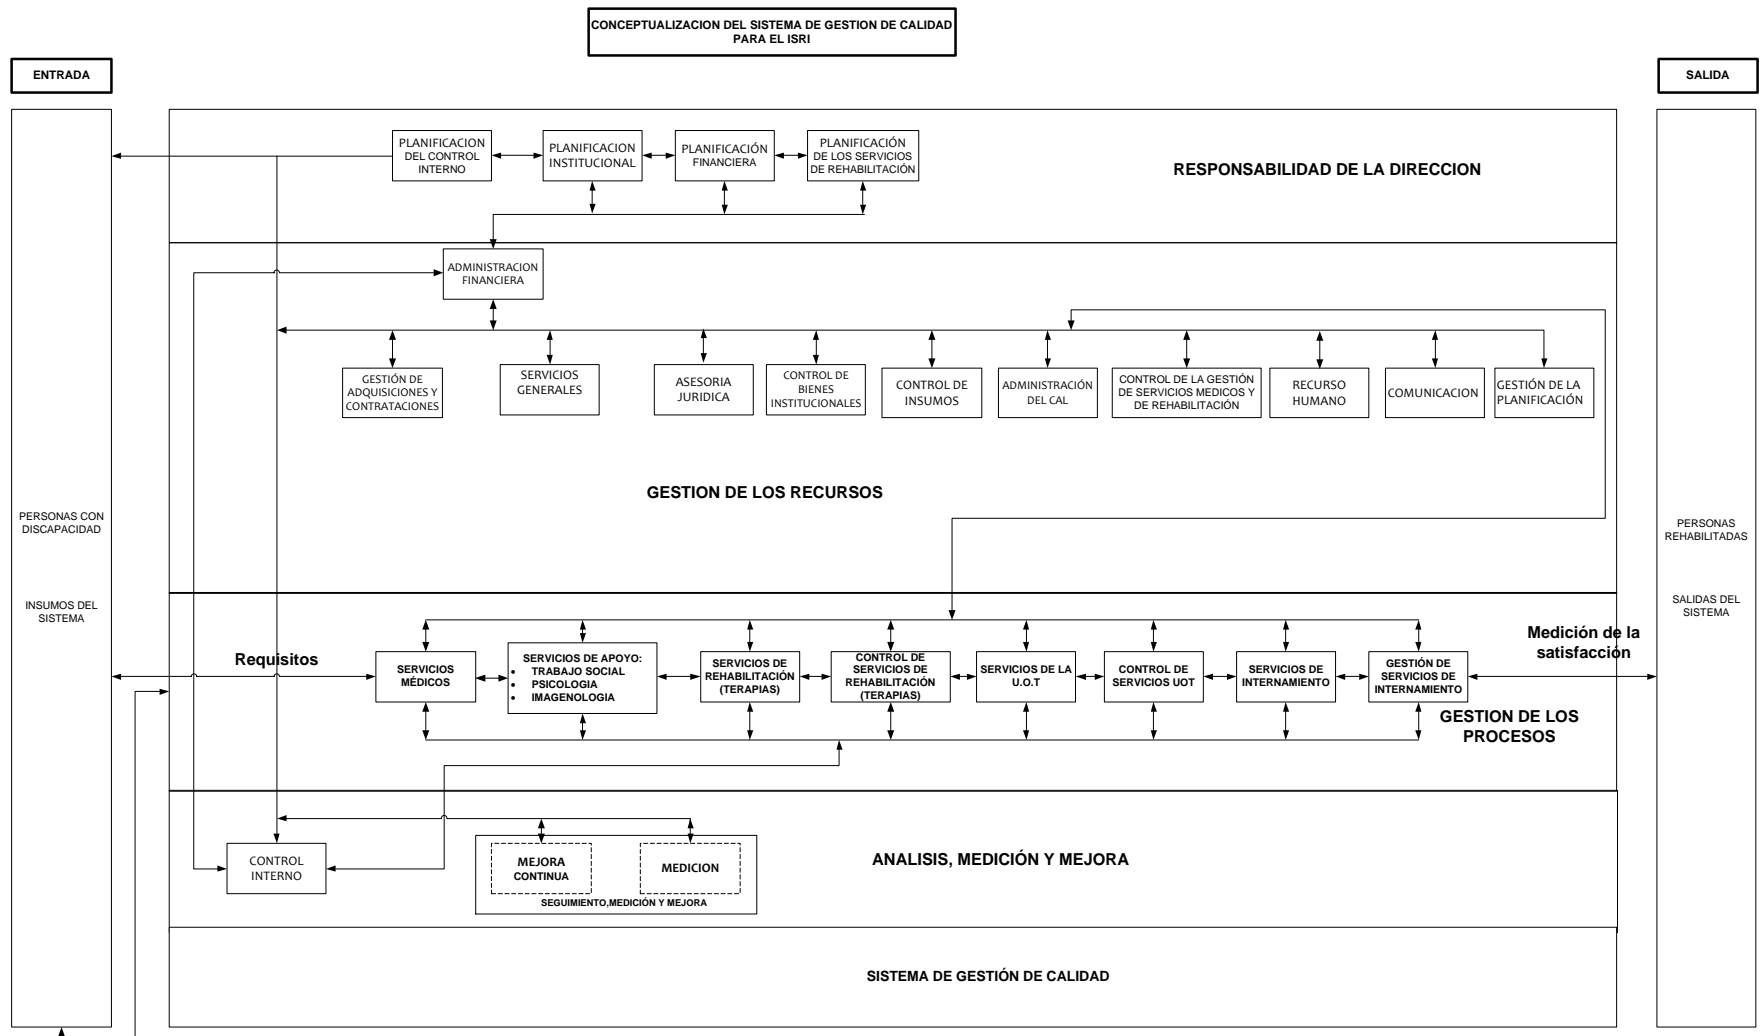 CONCEPTUALIZACION DEL SISTEMA DE GESTION DE CALIDAD
PARA EL ISRI
ENTRADA
SALIDA
PLANIFICACION
DEL CONTROL
INTERNO
PLANIFICACION
INSTITUCIONAL
PLANIFICACIÓN
FINANCIERA
PLANIFICACIÓN
DE LOS SERVICIOS
DE REHABILITACIÓN
RESPONSABILIDAD DE LA DIRECCION
ADMINISTRACION
FINANCIERA
GESTIÓN DE
ADQUISICIONES Y
CONTRATACIONES
SERVICIOS
GENERALES
ASESORIA
JURIDICA
CONTROL DE
BIENES
INSTITUCIONALES
CONTROL DE
INSUMOS
ADMINISTRACIÓN
DEL CAL
CONTROL DE LA GESTIÓN
DE SERVICIOS MEDICOS Y
DE REHABILITACIÓN
RECURSO
HUMANO
COMUNICACION
GESTIÓN DE LA
PLANIFICACIÓN
GESTION DE LOS RECURSOS
PERSONAS CON
DISCAPACIDAD
INSUMOS DEL
SISTEMA
PERSONAS
REHABILITADAS
SALIDAS DEL
SISTEMA
Requisitos
SERVICIOS
MÉDICOS
SERVICIOS DE APOYO:
• TRABAJO SOCIAL
• PSICOLOGIA
• IMAGENOLOGIA
SERVICIOS DE
REHABILITACIÓN
(TERAPIAS)
CONTROL DE
SERVICIOS DE
REHABILITACIÓN
(TERAPIAS)
SERVICIOS DE LA
U.O.T
CONTROL DE
SERVICIOS UOT
SERVICIOS DE
INTERNAMIENTO
GESTIÓN DE
SERVICIOS DE
INTERNAMIENTO
Medición de la
satisfacción
GESTION DE LOS
PROCESOS
CONTROL
INTERNO
MEJORA
CONTINUA
MEDICION
SEGUIMIENTO,MEDICIÓN Y MEJORA
ANALISIS, MEDICIÓN Y MEJORA
SISTEMA DE GESTIÓN DE CALIDAD